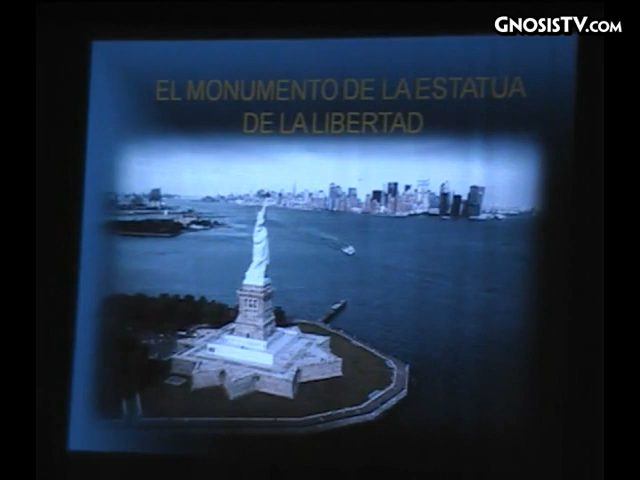 GNOSISTV.COM
EL MONUMENTO DE LA ESTATUA
DE LA LIBERTAD